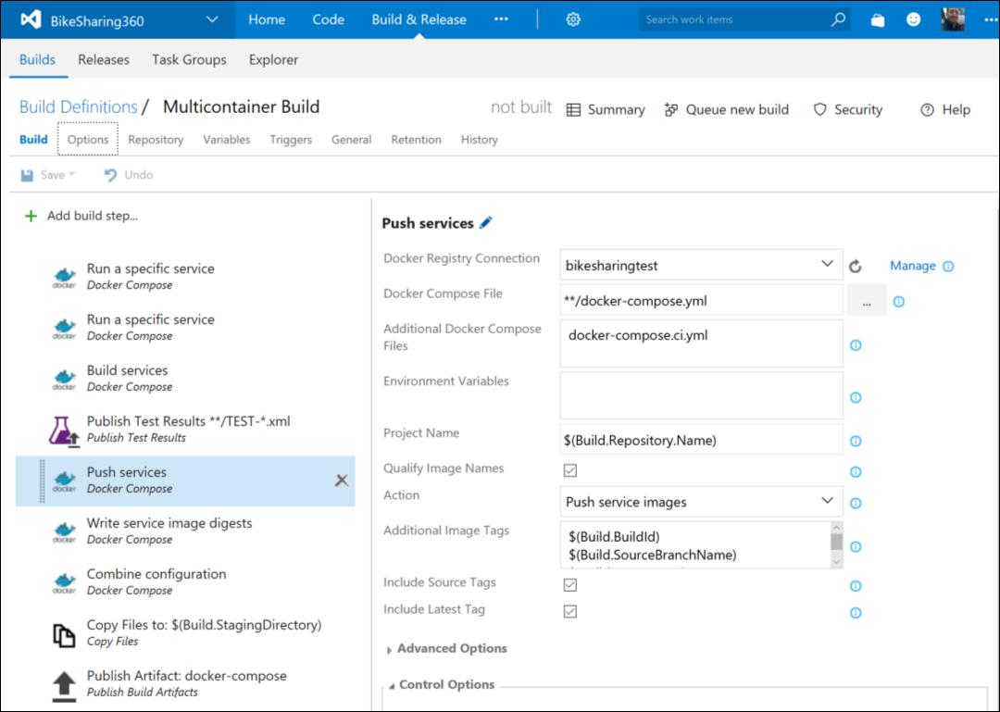 BikeSharing360
Home
Code
Build & Release
...
Search work items
...
Builds
Releases
Task Groups
Explorer
Build Definitions / Multicontainer Build
not built
Summary
Queue new build
Security
Help
Build
Options
Repository
Variables
Triggers
General
Retention
History
Save
Undo
Add build step...
Run a specific service
Docker Compose
Run a specific service
Docker Compose
Build services
Docker Compose
Publish Test Results **/TEST-*.xml
Publish Test Results
Push services
Docker Compose
Write service image digests
Docker Compose
Combine configuration
Docker Compose
Copy Files to: $(Build.StagingDirectory)
Copy Files
Publish Artifact: docker-compose
Publish Build Artifacts
docker
docker
docker
docker
docker
docker
Push services
Docker Registry Connection
bikesharingtest
Manage
Docker Compose File
**/docker-compose.yml
...
Additional Docker Compose
Files
docker-compose.ci.yml
Environment Variables
Project Name
$(Build.Repository.Name)
Qualify Image Names
Action
Push service images
Additional Image Tags
$(Build.BuildId)
$(Build.SourceBranchName)
Include Source Tags
Include Latest Tag
Advanced Options
Control Options